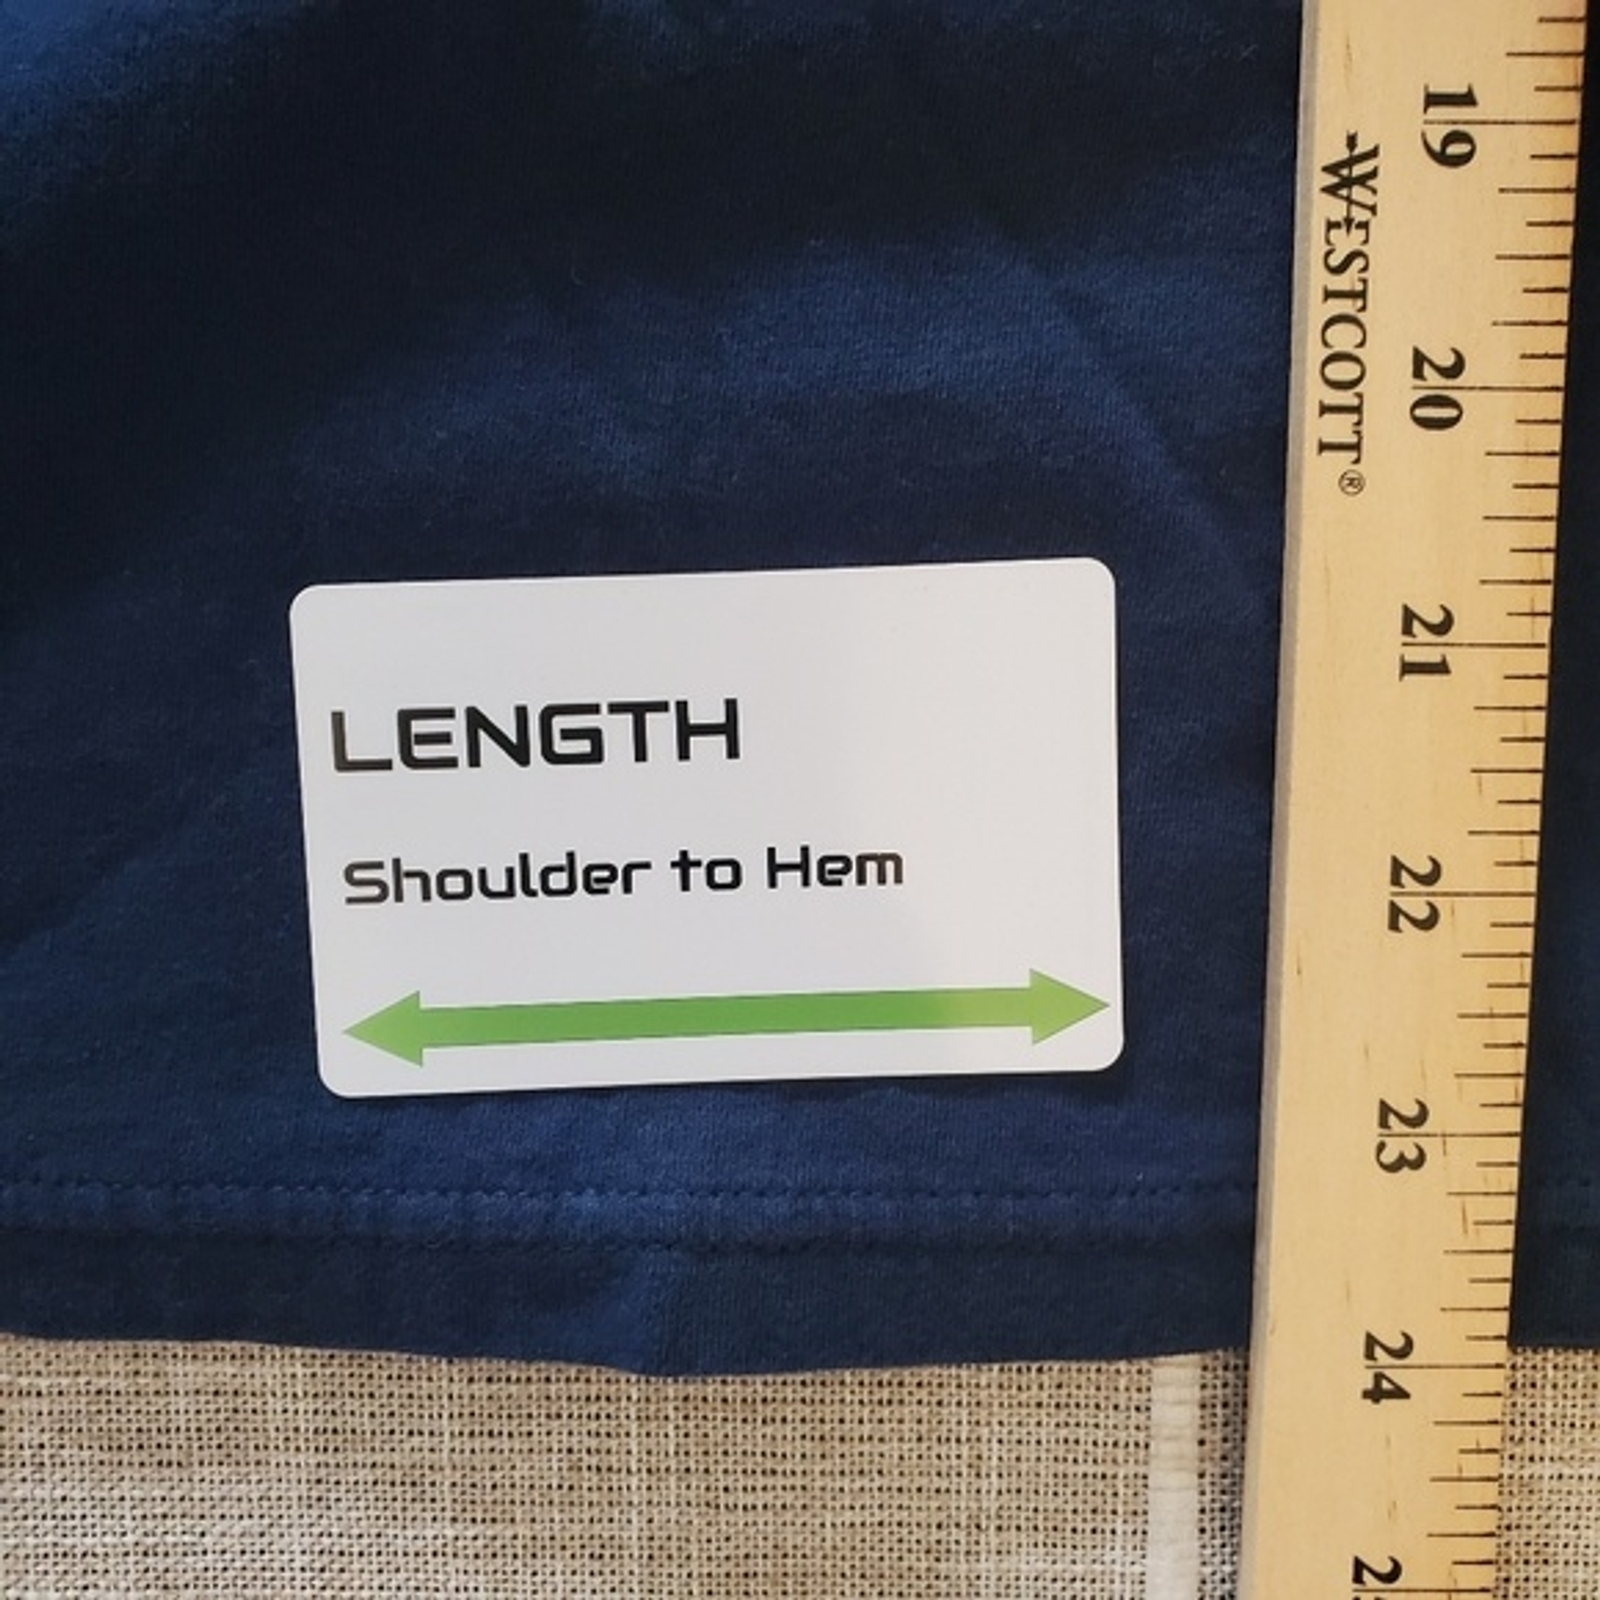 LENGTH
Shoulder to Hem
WESTCOTT®
19
20
21
22
23
24